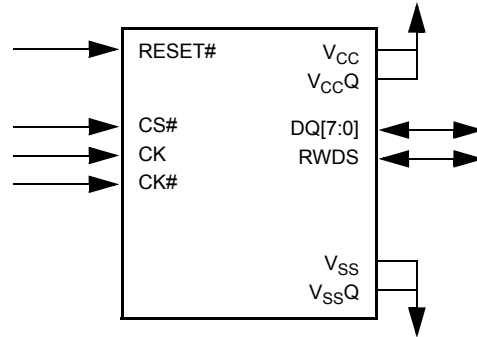 RESET#
CS#
CK
CK#
VCC
VCCQ
DQ[7:0]
RWDS
VSS
VSSQ